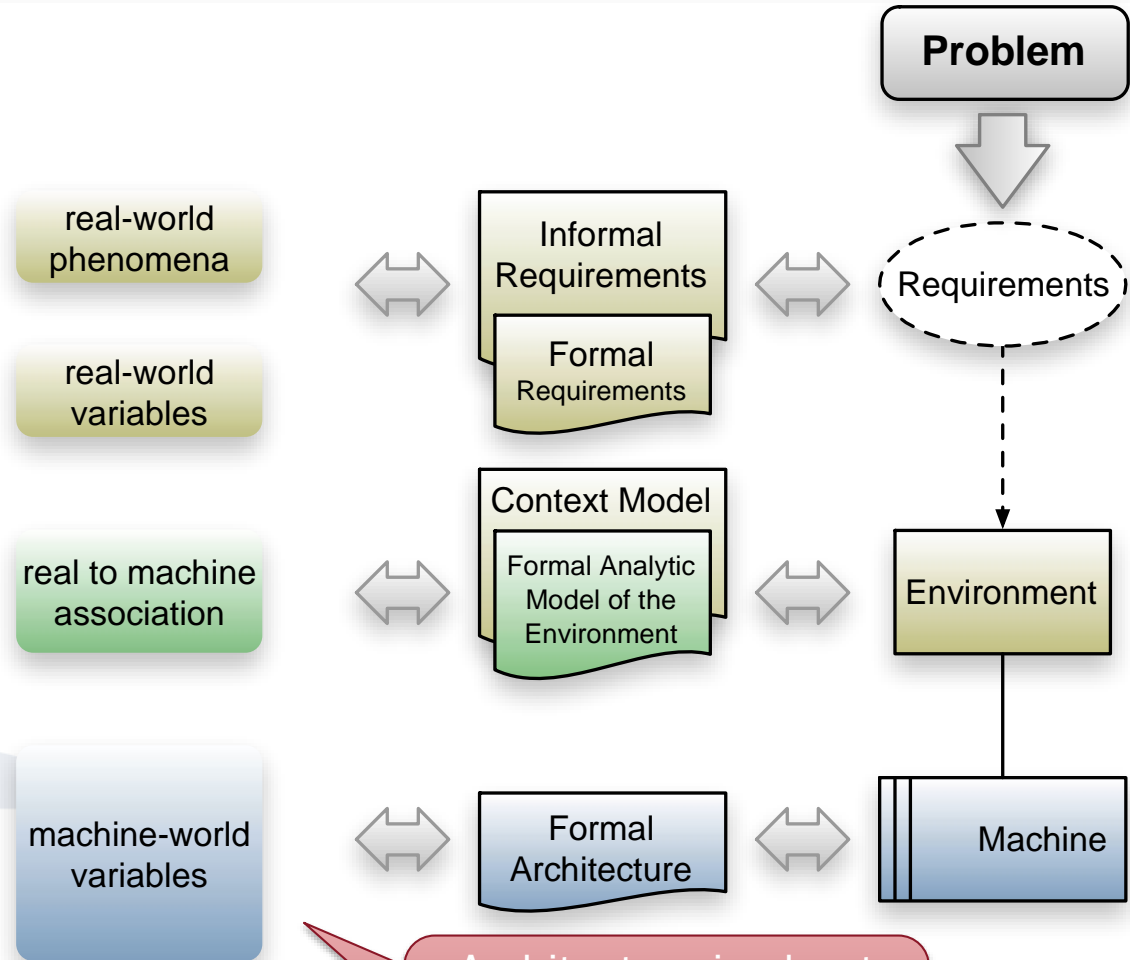 Problem
real-world
phenomena
Informal
Requirements
Requirements
real-world
variables
Formal
Requirements
real to machine
association
Context Model
Formal Analytic
Model of the
Environment
Environment
machine-world
variables
Formal
Architecture
Machine